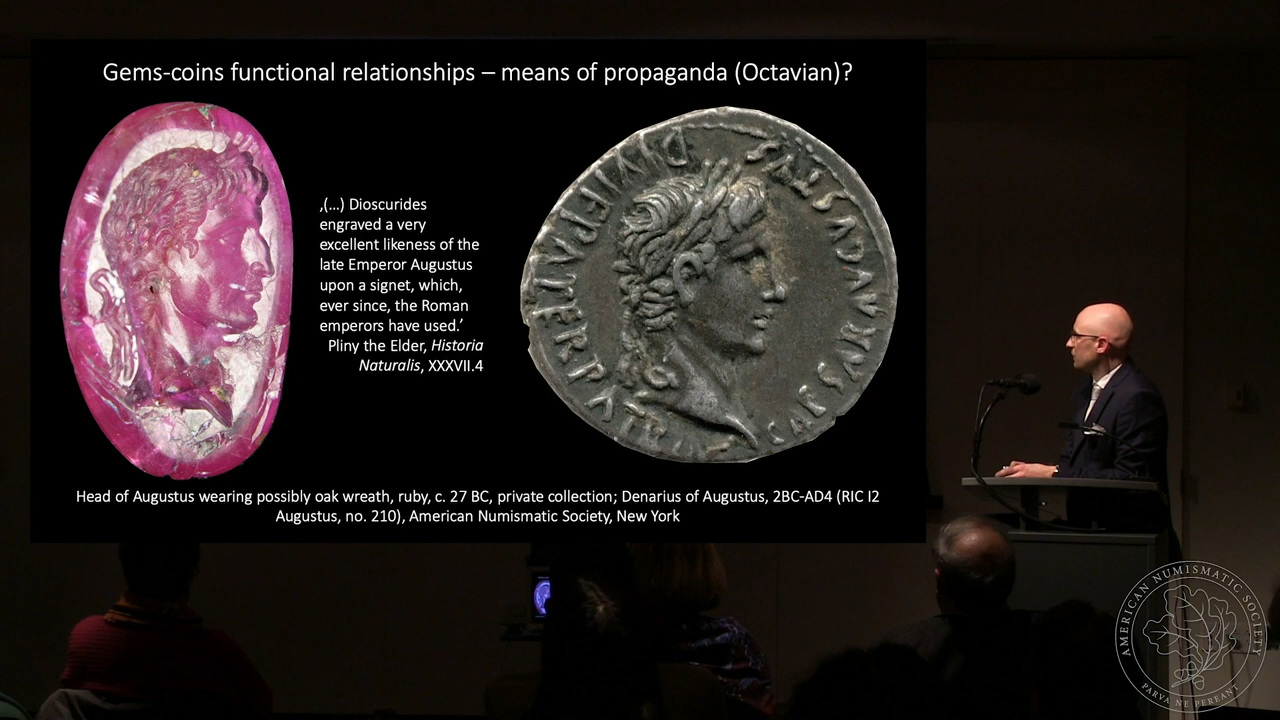 Gems-coins functional relationships – means of propaganda (Octavian)?
‚(…) Dioscurides
engraved a very
excellent likeness of the
late Emperor Augustus
upon a signet, which,
ever since, the Roman
emperors have used.’
Pliny the Elder, Historia
Naturalis, XXXVII.4
CAESAR AVGVSTVS
DIVI F PATER PATR
Head of Augustus wearing possibly oak wreath, ruby, c. 27 BC, private collection; Denarius of Augustus, 2BC-AD4 (RIC I2
Augustus, no. 210), American Numismatic Society, New York
AMERICAN NUMISMATIC SOCIETY
PARVA NE PEREANT